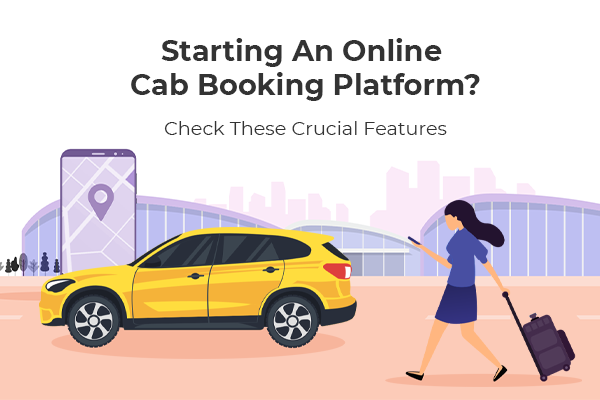 Starting An Online
Cab Booking Platform?
Check These Crucial Features